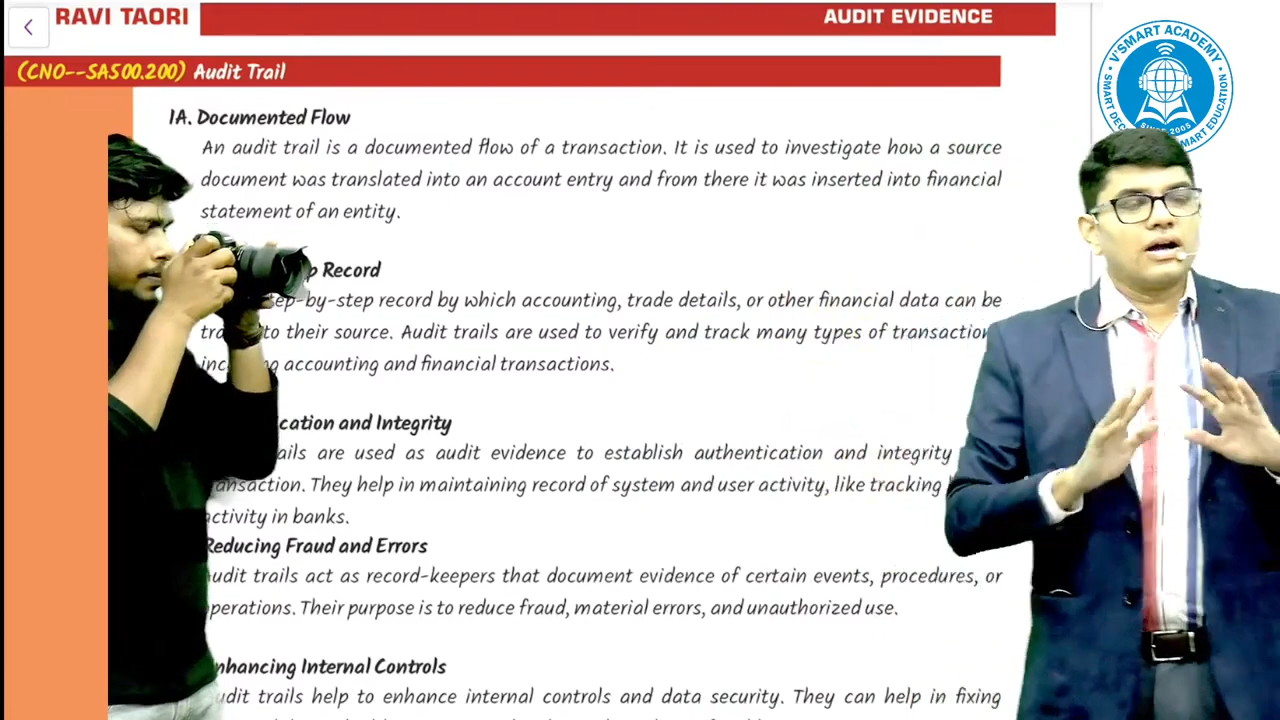 RAVI TAORI
AUDIT EVIDENCE
V'SMART ACADEMY
SMART EDUCATION
SINCE 2005
(CNO--SA500.200) Audit Trail
1A. Documented Flow
An audit trail is a documented flow of a transaction. It is used to investigate how a source
document was translated into an account entry and from there it was inserted into financial
statement of an entity.
Record
step-by-step record by which accounting, trade details, or other financial data can be
to their source. Audit trails are used to verify and track many types of transaction
accounting and financial transactions.
and Integrity
are used as audit evidence to establish authentication and integrity
transaction. They help in maintaining record of system and user activity, like tracking
activity in banks.
Reducing Fraud and Errors
Audit trails act as record-keepers that document evidence of certain events, procedures, or
operations. Their purpose is to reduce fraud, material errors, and unauthorized use.
Enhancing Internal Controls
Audit trails help to enhance internal controls and data security. They can help in fixing